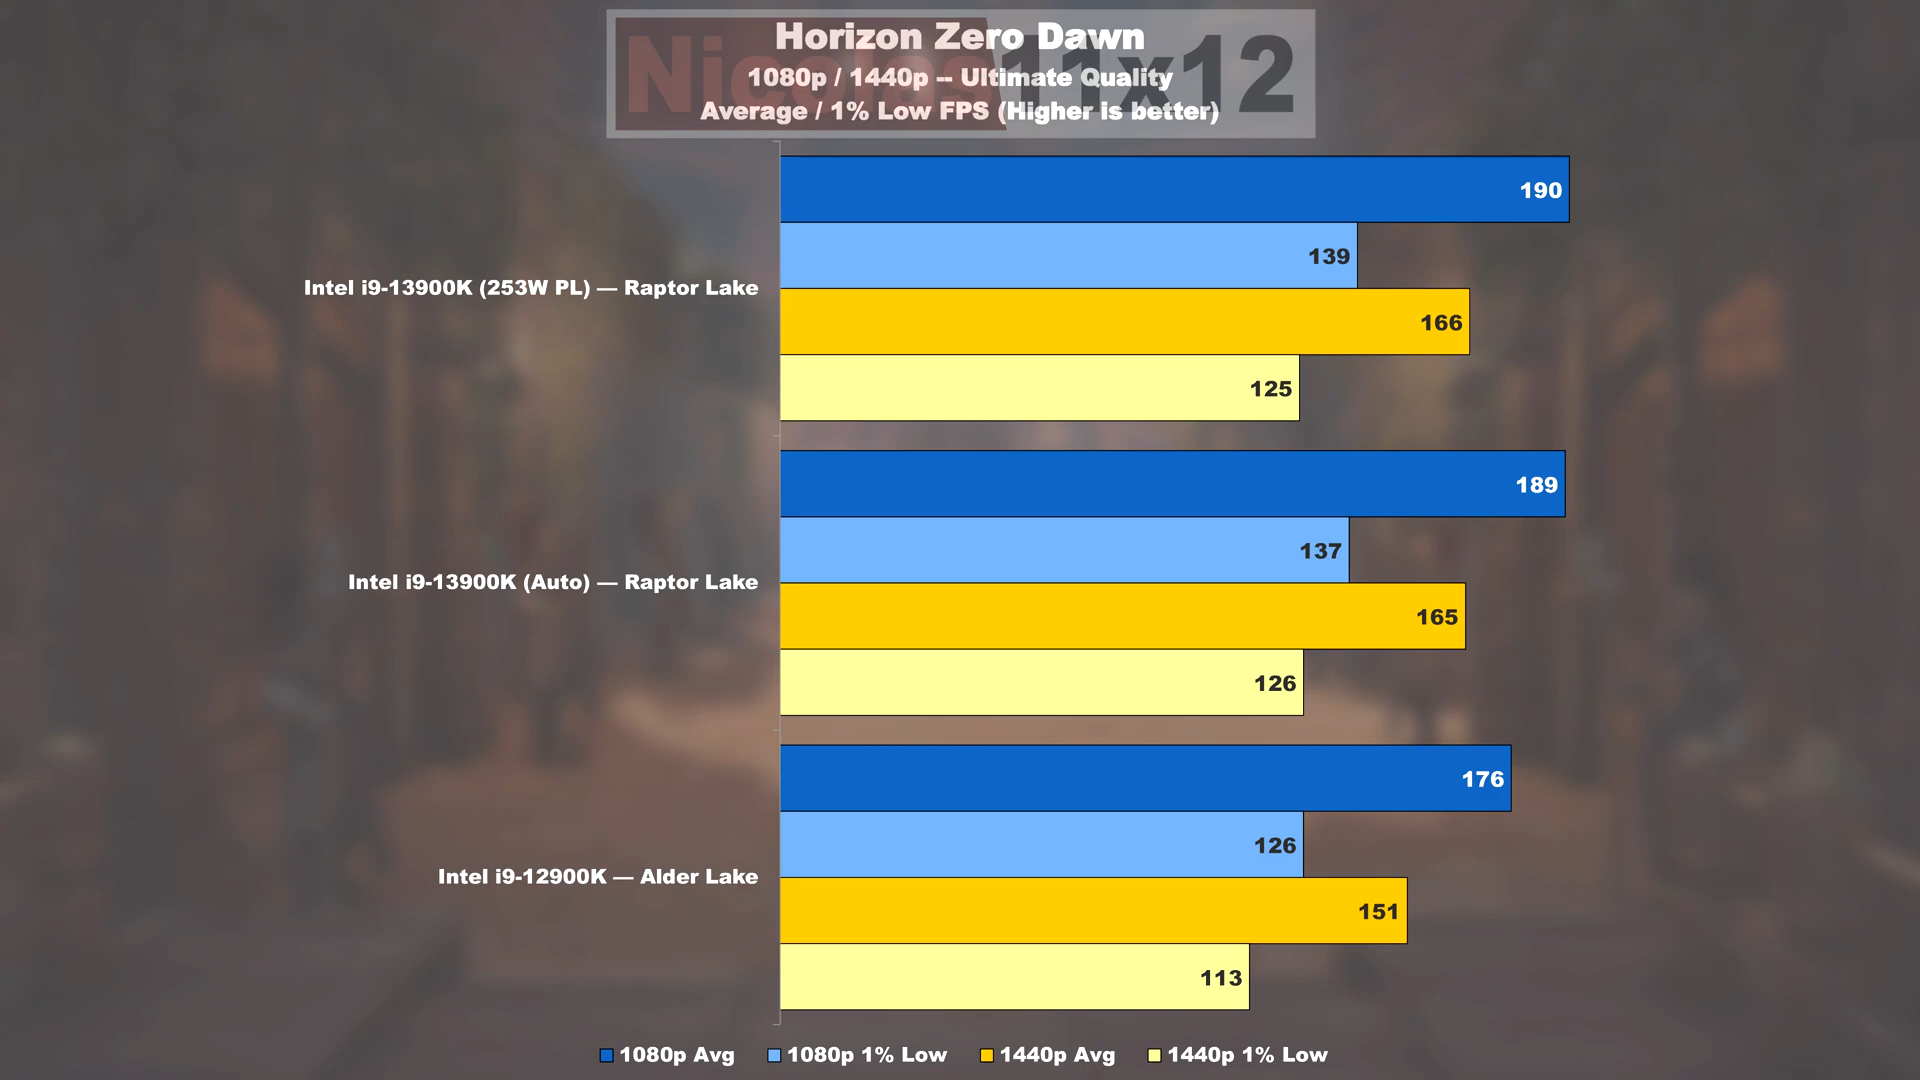 Nicolas11x12
Horizon Zero Dawn
1080p / 1440p -- Ultimate Quality
Average / 1% Low FPS (Higher is better)
190
139
Intel i9-13900K (253W PL) — Raptor Lake
166
125
189
137
Intel i9-13900K (Auto) — Raptor Lake
165
126
176
126
Intel i9-12900K — Alder Lake
151
113
1080p Avg 1080p 1% Low 1440p Avg 1440p 1% Low